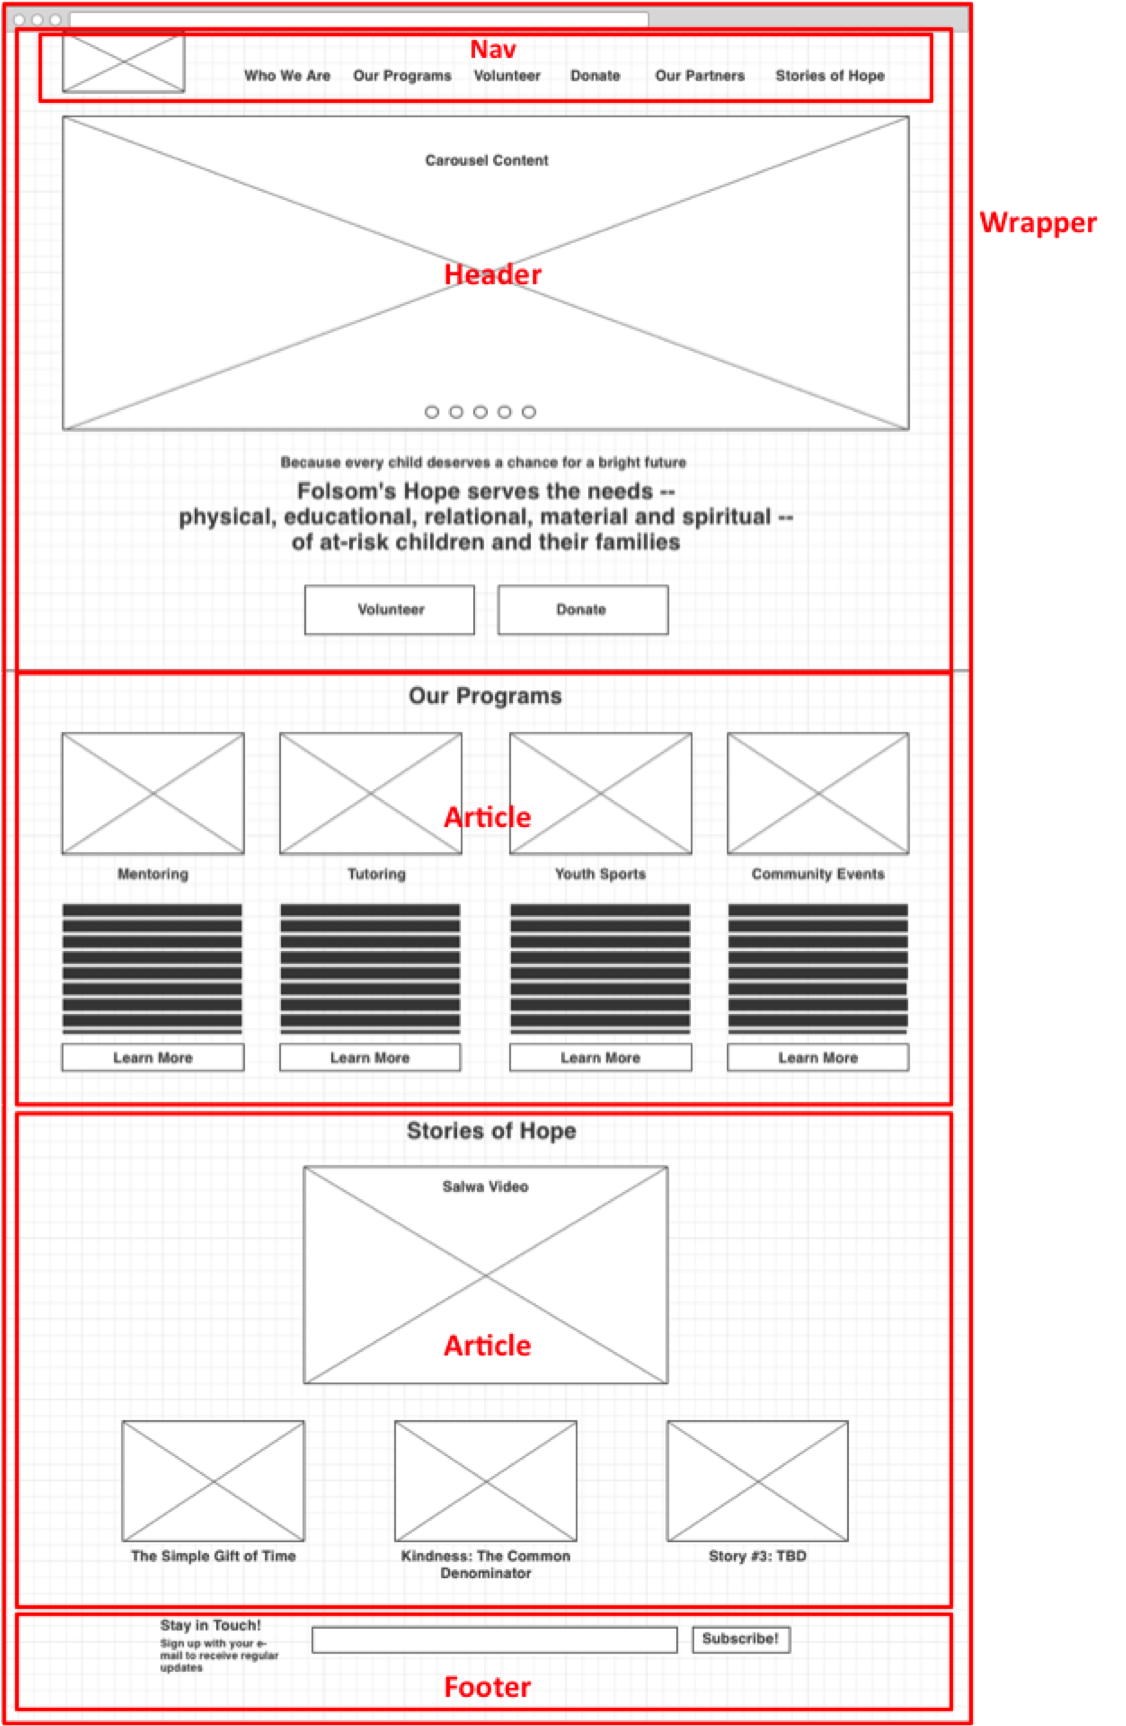 Nav
Who We Are Our Programs Volunteer Donate Our Partners Stories of Hope
Carousel Content
Wrapper
Header
Because every child deserves a chance for a bright future
Folsom's Hope serves the needs --
physical, educational, relational, material and spiritual --
of at-risk children and their families
Volunteer Donate
Our Programs
Article
Mentoring Tutoring Youth Sports Community Events
Learn More Learn More Learn More Learn More
Stories of Hope
Salwa Video
Article
The Simple Gift of Time Kindness: The Common Story #3: TBD
Denominator
Stay in Touch!
Sign up with your e-
mail to receive regular
updates
Subscribe!
Footer